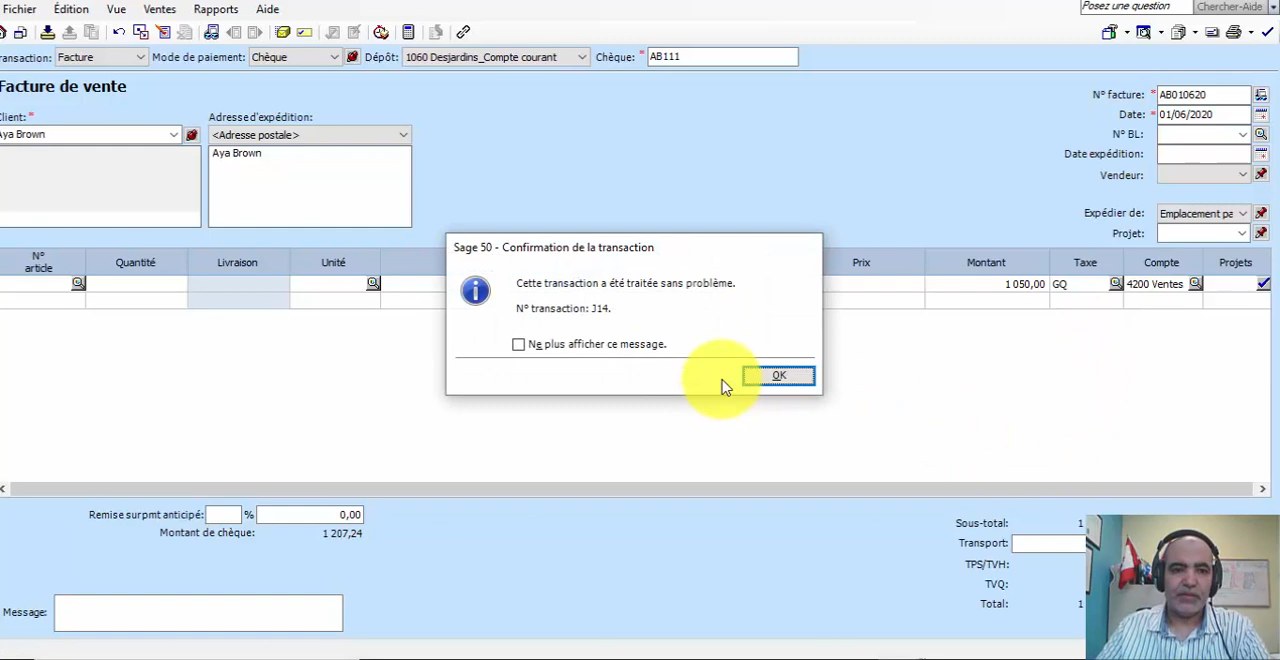 Fichier Édition Vue Ventes Rapports Aide
Posez une question Chercher-Aide
ransaction: Facture Mode de paiement: Chèque Dépôt: 1060 Desjardins_Compte courant Chèque: * AB111
Facture de vente
Client: * Adresse d'expédition:
Aya Brown <Adresse postale>
Aya Brown
N° facture: * AB010620
Date: * 01/06/2020
N° BL:
Date expédition:
Vendeur:
Expédier de: Emplacement pa
Projet:
N° article Quantité Livraison Unité Prix Montant Taxe Compte Projets
1 050,00 GQ 4200 Ventes
Sage 50 - Confirmation de la transaction
Cette transaction a été traitée sans problème.
N° transaction: J14.
Ne plus afficher ce message.
OK
Remise sur pmt anticipé: % 0,00
Montant de chèque: 1 207,24
Sous-total: 1
Transport:
TPS/TVH:
TVQ:
Total: 1
Message: